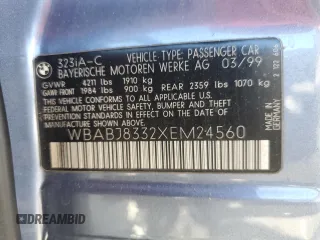 323iA-C VEHICLE TYPE: PASSENGER CAR
BAYERISCHE MOTOREN WERKE AG 03/99
GVWR 4211 lbs 1910 kg
GAWR FRONT 1984 lbs 900 kg REAR 2359 lbs 1070 kg
THIS VEHICLE CONFORMS TO ALL APPLICABLE
FEDERAL MOTOR VEHICLE SAFETY, BUMPER, AND
THEFT PREVENTION STANDARDS IN EFFECT ON THE
DATE OF MANUFACTURE SHOWN ABOVE.
WBABJ8332XEM24560
MADE IN GERMANY
DREAMBID